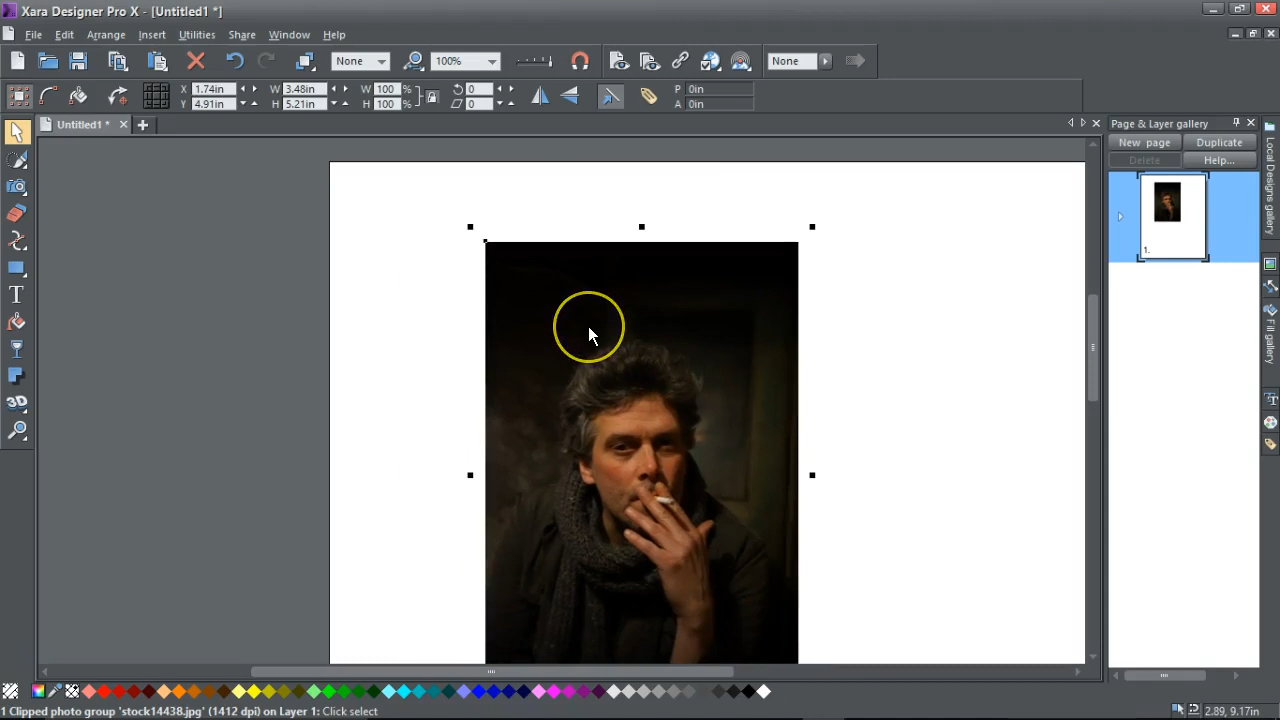 Xara Designer Pro X - [Untitled1 *]
File Edit Arrange Insert Utilities Share Window Help
None 100% None
X 1.74in W 3.48in W 100 % 0 P 0in
Y 4.91in H 5.21in H 100 % 0 A 0in
Untitled1 * Page & Layer gallery
New page Duplicate
Delete Help...
1.
Local Designs gallery
Fill gallery
T
3D
1 Clipped photo group 'stock14438.jpg' (1412 dpi) on Layer 1: Click select 2.89, 9.17in